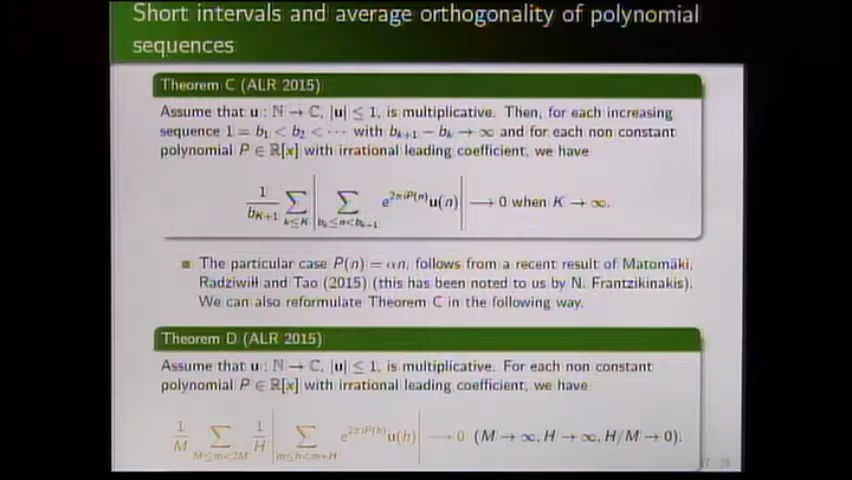 Short intervals and average orthogonality of polynomial
sequences
Theorem C (ALR 2015)
Assume that u : ℕ → ℂ, |u| ≤ 1, is multiplicative. Then, for each increasing
sequence 1 = b₁ < b₂ < ⋯ with bₖ₊₁ − bₖ → ∞ and for each non constant
polynomial P ∈ ℝ[x] with irrational leading coefficient, we have
1/b_{K+1} ∑_{k≤K} | ∑_{b_k≤n<b_{k+1}} e^{2πiP(n)} u(n) | ⟶ 0 when K → ∞.
The particular case P(n) = αn, follows from a recent result of Matomäki,
Radziwiłł and Tao (2015) (this has been noted to us by N. Frantzikinakis).
We can also reformulate Theorem C in the following way.
Theorem D (ALR 2015)
Assume that u : ℕ → ℂ, |u| ≤ 1, is multiplicative. For each non constant
polynomial P ∈ ℝ[x] with irrational leading coefficient, we have
1/M ∑_{M≤m<2M} 1/H | ∑_{m≤h<m+H} e^{2πiP(h)} u(h) | ⟶ 0 (M → ∞, H → ∞, H/M → 0).